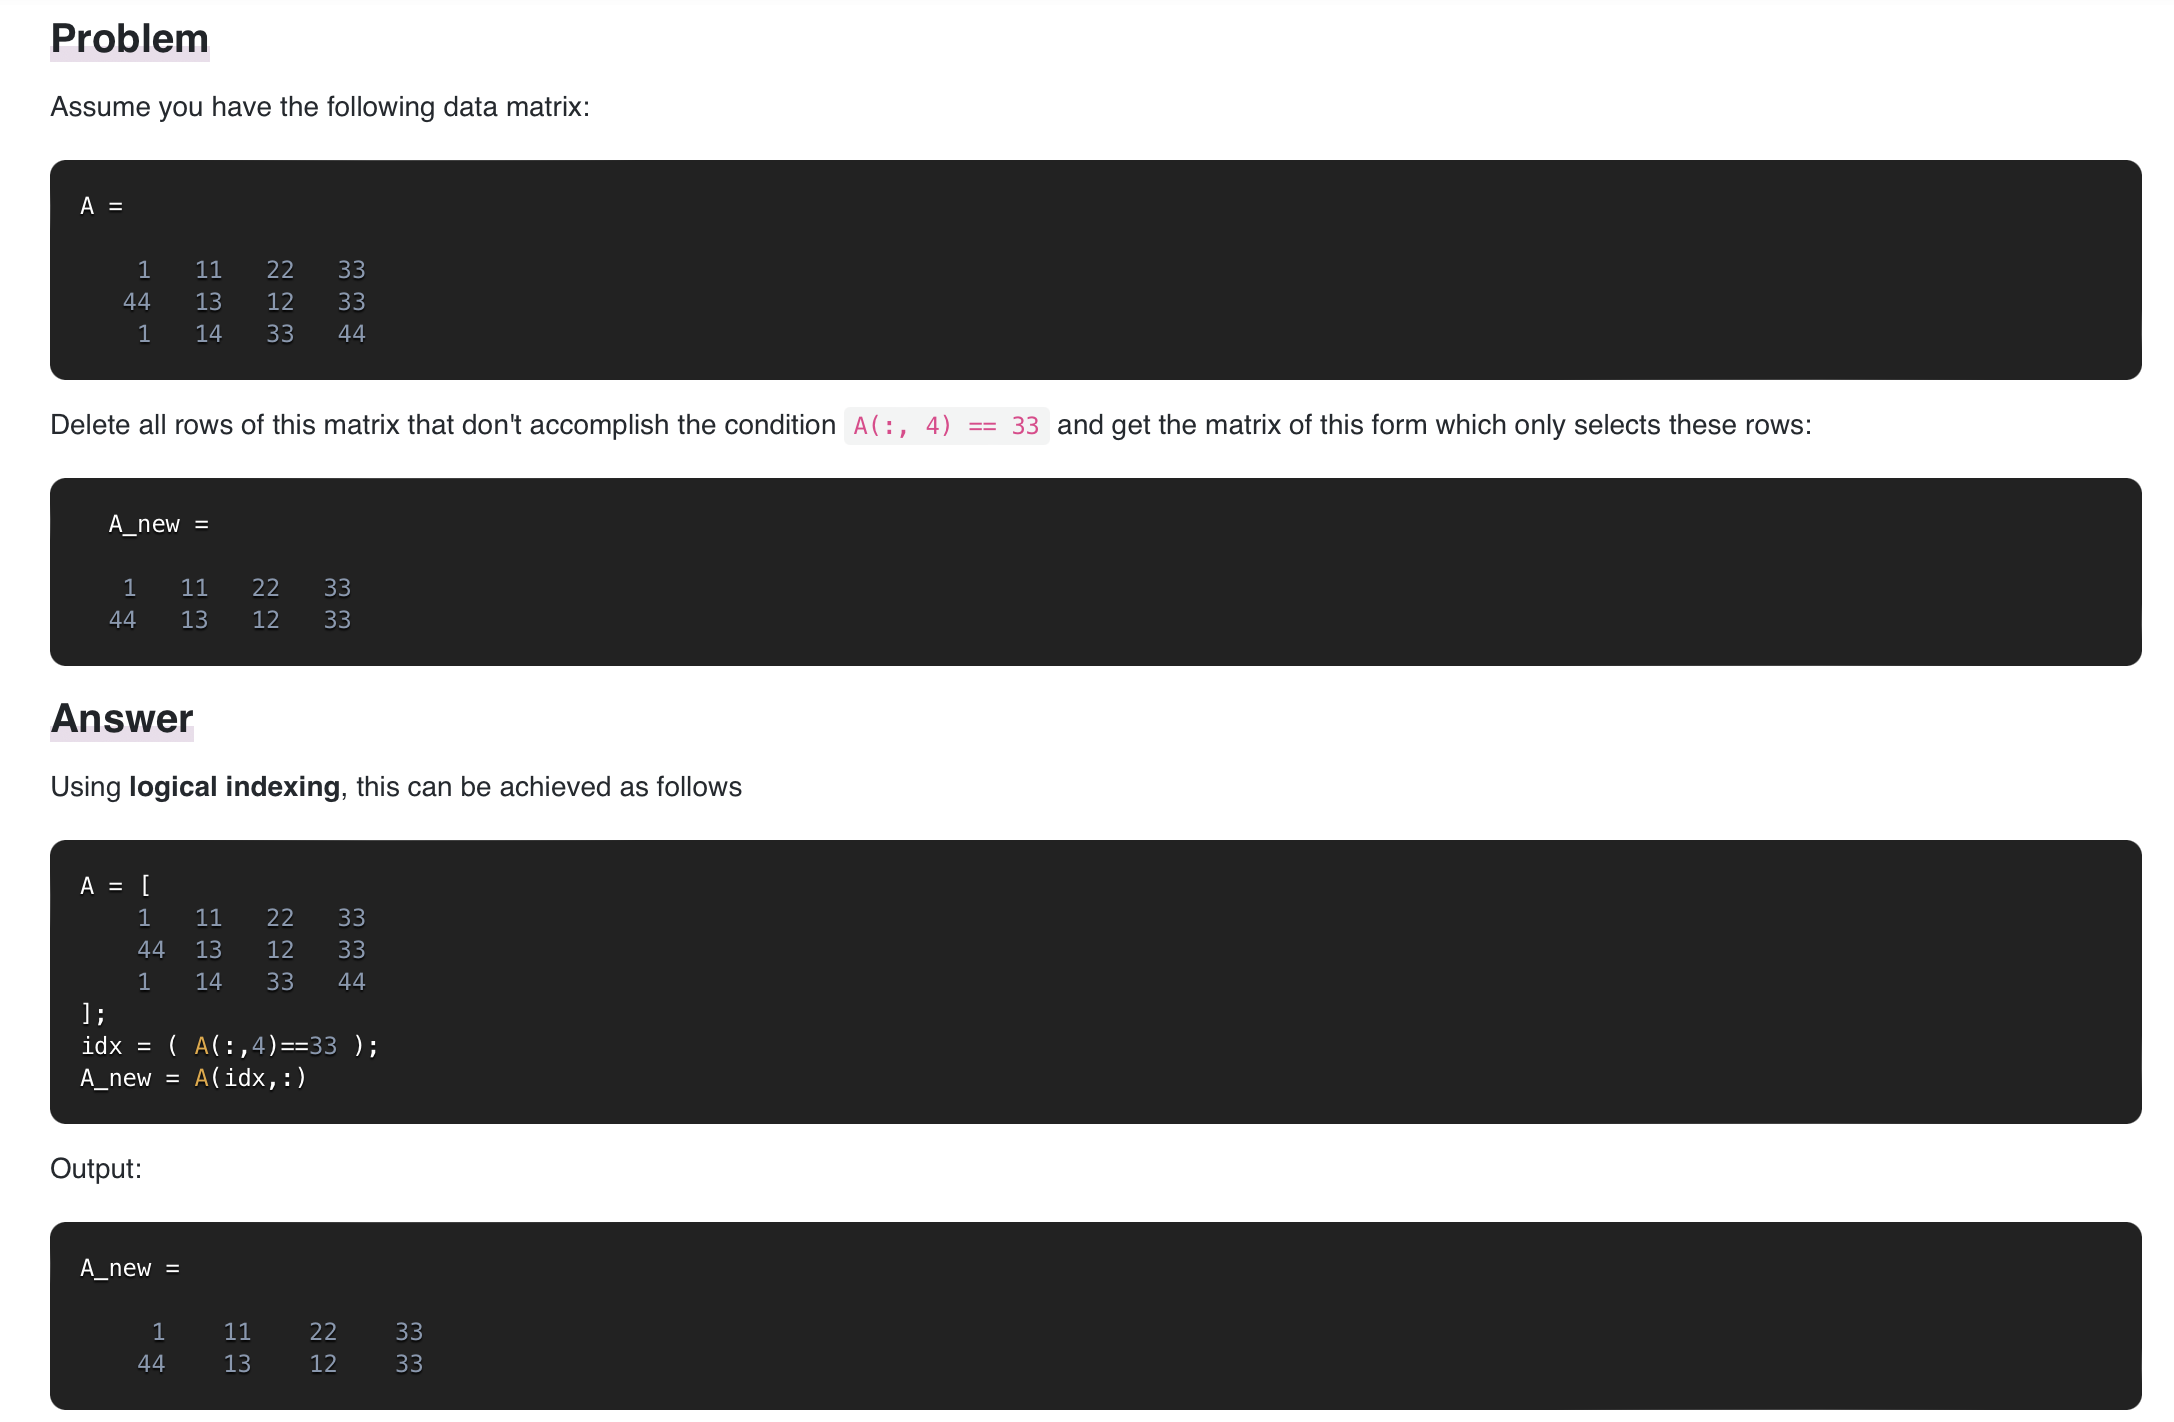 Problem
Assume you have the following data matrix:
A =
1 11 22 33
44 13 12 33
1 14 33 44
Delete all rows of this matrix that don't accomplish the condition A(:, 4) == 33 and get the matrix of this form which only selects these rows:
A_new =
1 11 22 33
44 13 12 33
Answer
Using logical indexing, this can be achieved as follows
A = [
1 11 22 33
44 13 12 33
1 14 33 44
];
idx = ( A(:,4)==33 );
A_new = A(idx,:)
Output:
A_new =
1 11 22 33
44 13 12 33